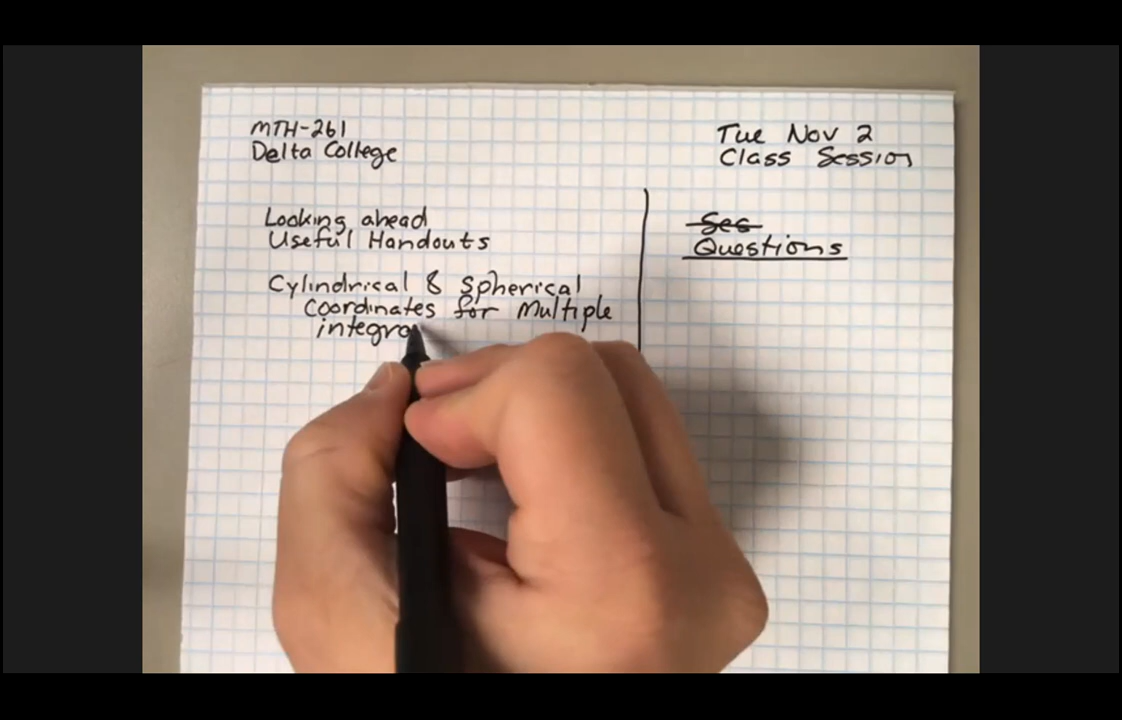 MTH-261
Delta College
Tue Nov 2
Class Session
Looking ahead
Useful Handouts
Cylindrical & Spherical
Coordinates for Multiple
integra
Ses
Questions